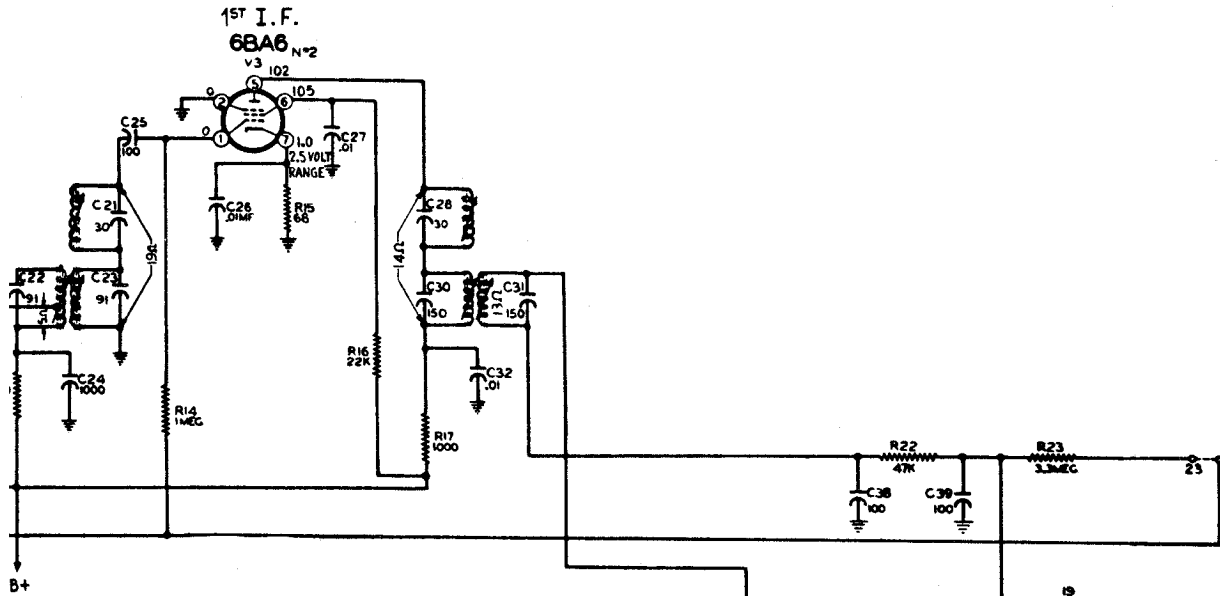 1ST I.F.
6BA6 Nº2
V3
102
5
0
2
6
105
C25
100
0
1
7
1.0
2.5 VOLT
RANGE
C27
.01
C21
30
C26
.01MF
R15
68
C28
30
19Ω
14Ω
C22
91
C23
91
C30
150
13Ω
C31
150
5Ω
R16
22K
C24
1000
C32
.01
R14
1MEG
R17
1000
R22
47K
R23
3.3MEG
23
C38
100
C39
100
B+
19